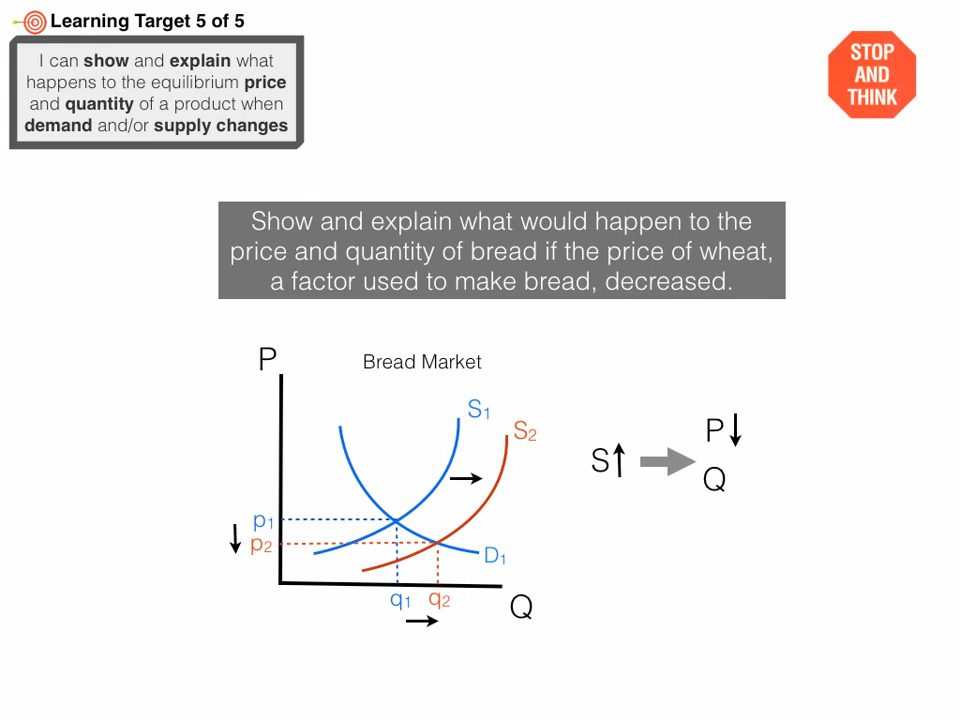 Learning Target 5 of 5
I can show and explain what
happens to the equilibrium price
and quantity of a product when
demand and/or supply changes
STOP
AND
THINK
Show and explain what would happen to the
price and quantity of bread if the price of wheat,
a factor used to make bread, decreased.
P
Bread Market
S1
S2
p1
p2
D1
q1 q2
Q
S
P
Q